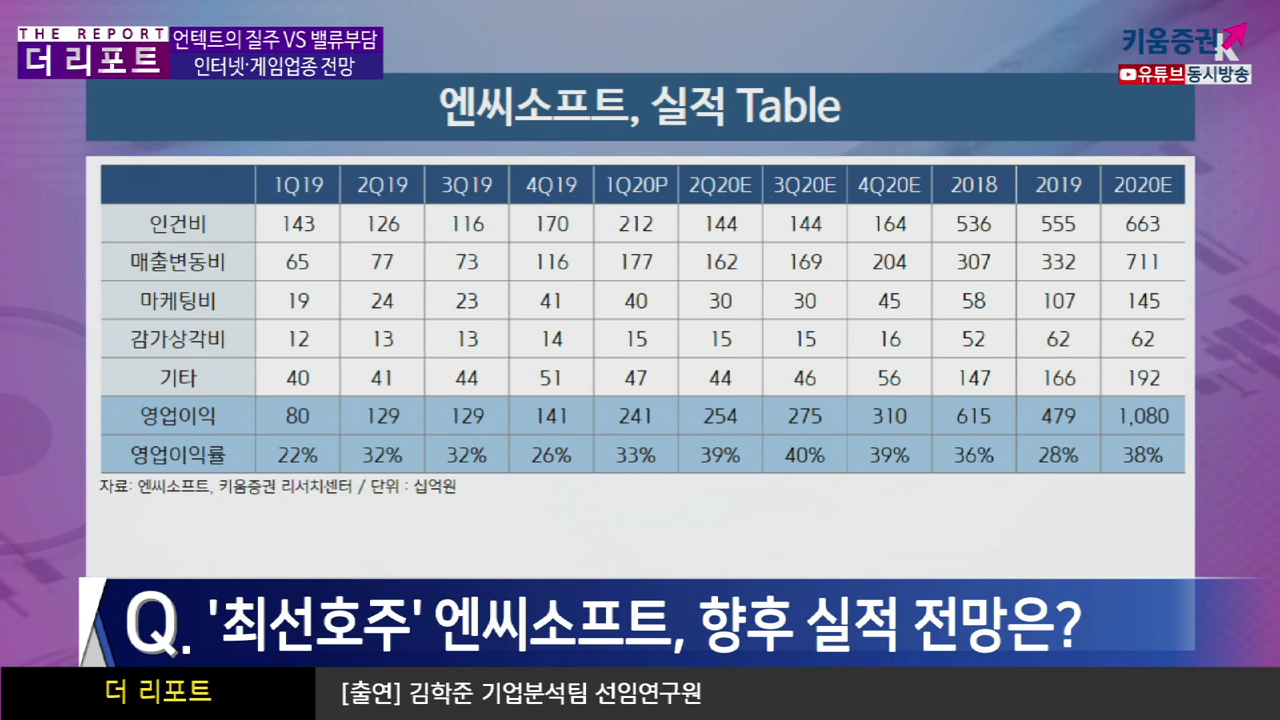 THE REPORT
더 리포트
언텍트의 질주 VS 밸류부담
인터넷·게임업종 전망
키움증권
유튜브동시방송
엔씨소프트, 실적 Table
1Q19 2Q19 3Q19 4Q19 1Q20P 2Q20E 3Q20E 4Q20E 2018 2019 2020E
인건비 143 126 116 170 212 144 144 164 536 555 663
매출변동비 65 77 73 116 177 162 169 204 307 332 711
마케팅비 19 24 23 41 40 30 30 45 58 107 145
감가상각비 12 13 13 14 15 15 15 16 52 62 62
기타 40 41 44 51 47 44 46 56 147 166 192
영업이익 80 129 129 141 241 254 275 310 615 479 1,080
영업이익률 22% 32% 32% 26% 33% 39% 40% 39% 36% 28% 38%
자료: 엔씨소프트, 키움증권 리서치센터 / 단위 : 십억원
Q. '최선호주' 엔씨소프트, 향후 실적 전망은?
더 리포트
[출연] 김학준 기업분석팀 선임연구원